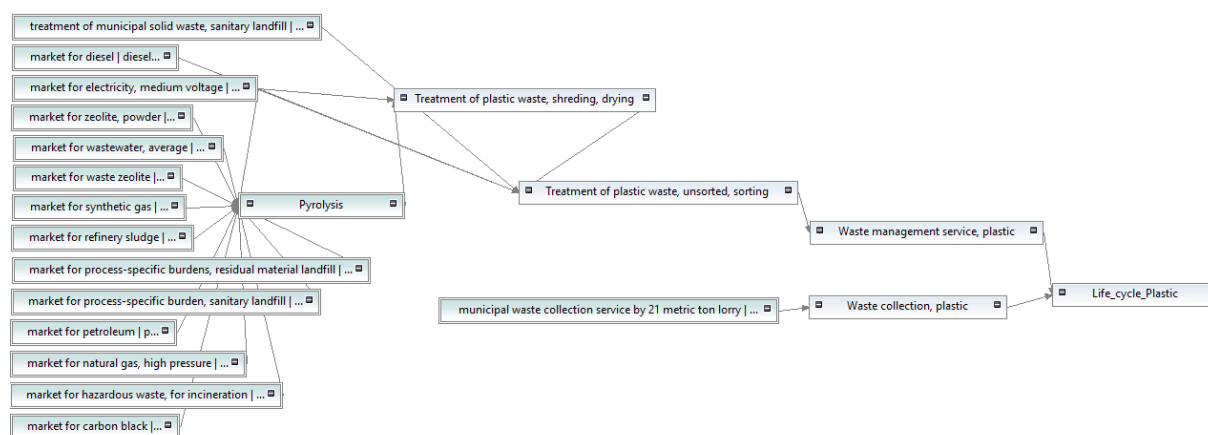 treatment of municipal solid waste, sanitary landfill | ...
market for diesel | diesel...
market for electricity, medium voltage | ...
Treatment of plastic waste, shreding, drying
market for zeolite, powder |...
market for wastewater, average | ...
market for waste zeolite |...
Treatment of plastic waste, unsorted, sorting
market for synthetic gas | ...
Pyrolysis
market for refinery sludge | ...
Waste management service, plastic
market for process-specific burdens, residual material landfill | ...
market for process-specific burden, sanitary landfill | ...
Life_cycle_Plastic
municipal waste collection service by 21 metric ton lorry | ...
Waste collection, plastic
market for petroleum | p...
market for natural gas, high pressure | ...
market for hazardous waste, for incineration | ...
market for carbon black |...